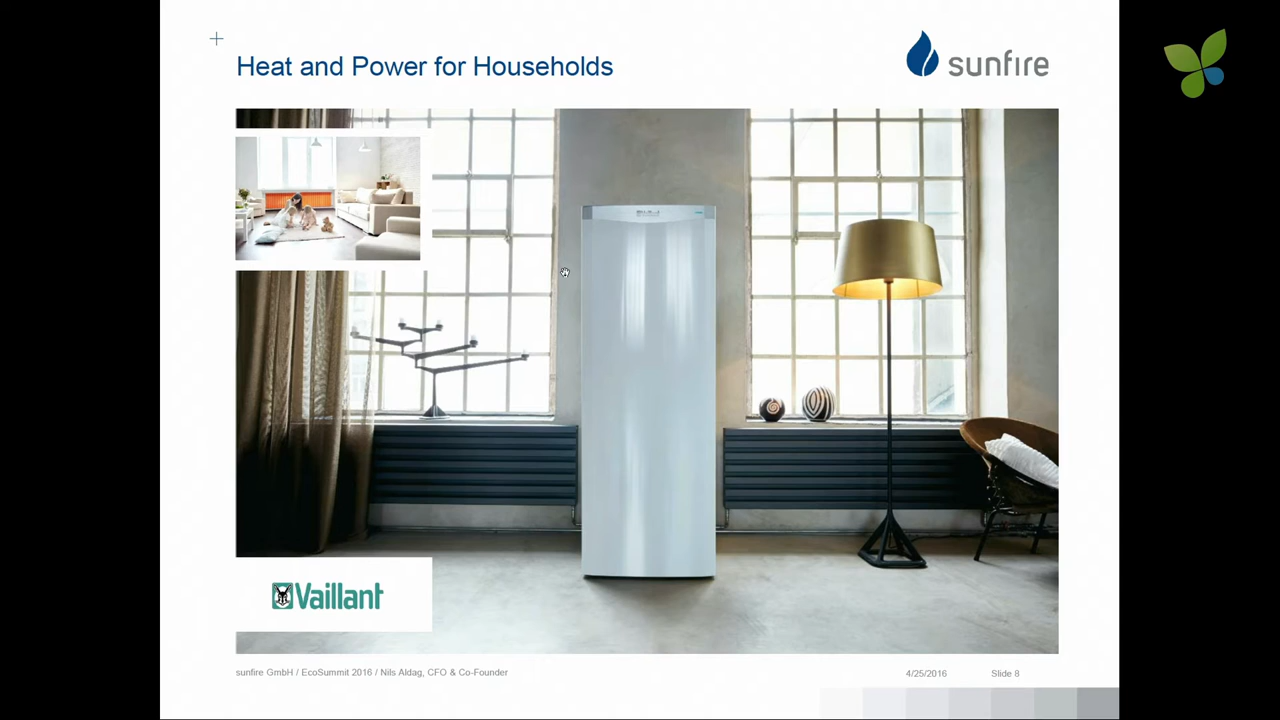 Heat and Power for Households
sunfire
Vaillant
sunfire GmbH / EcoSummit 2016 / Nils Aldag, CFO & Co-Founder
4/25/2016
Slide 8